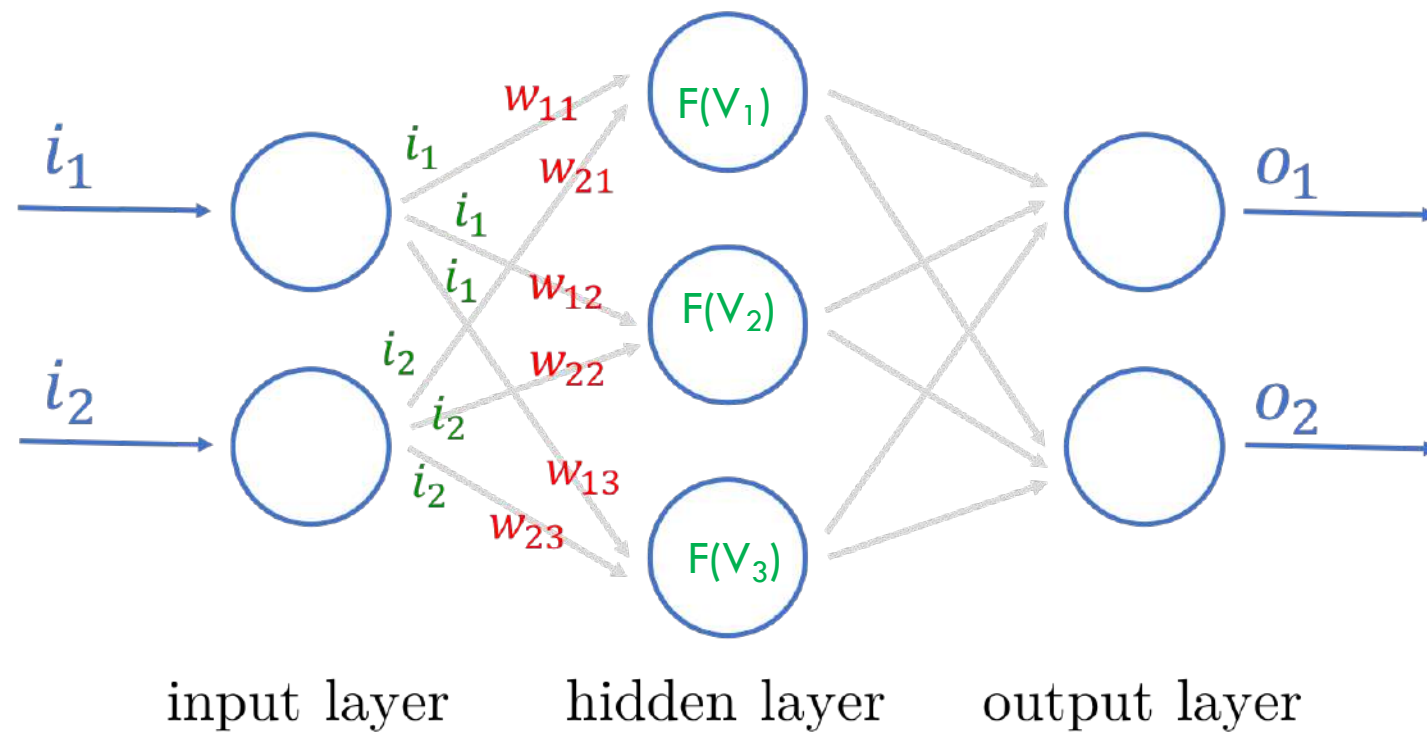 i₁
i₂
i₁
i₁
i₁
i₂
i₂
i₂
w₁₁
w₂₁
w₁₂
w₂₂
w₁₃
w₂₃
F(V₁)
F(V₂)
F(V₃)
o₁
o₂
input layer
hidden layer
output layer